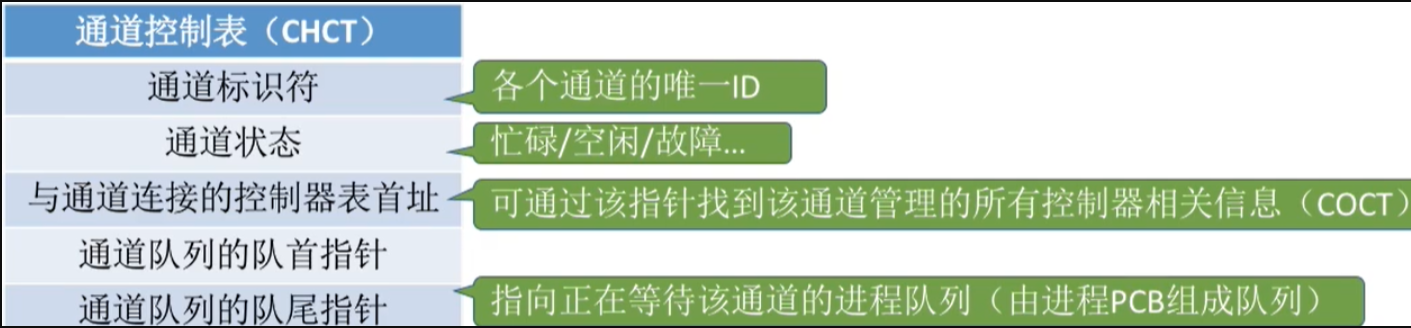 通道控制表（CHCT）
通道标识符
各个通道的唯一ID
通道状态
忙碌/空闲/故障...
与通道连接的控制器表首址
可通过该指针找到该通道管理的所有控制器相关信息（COCT）
通道队列的队首指针
通道队列的队尾指针
指向正在等待该通道的进程队列（由进程PCB组成队列）